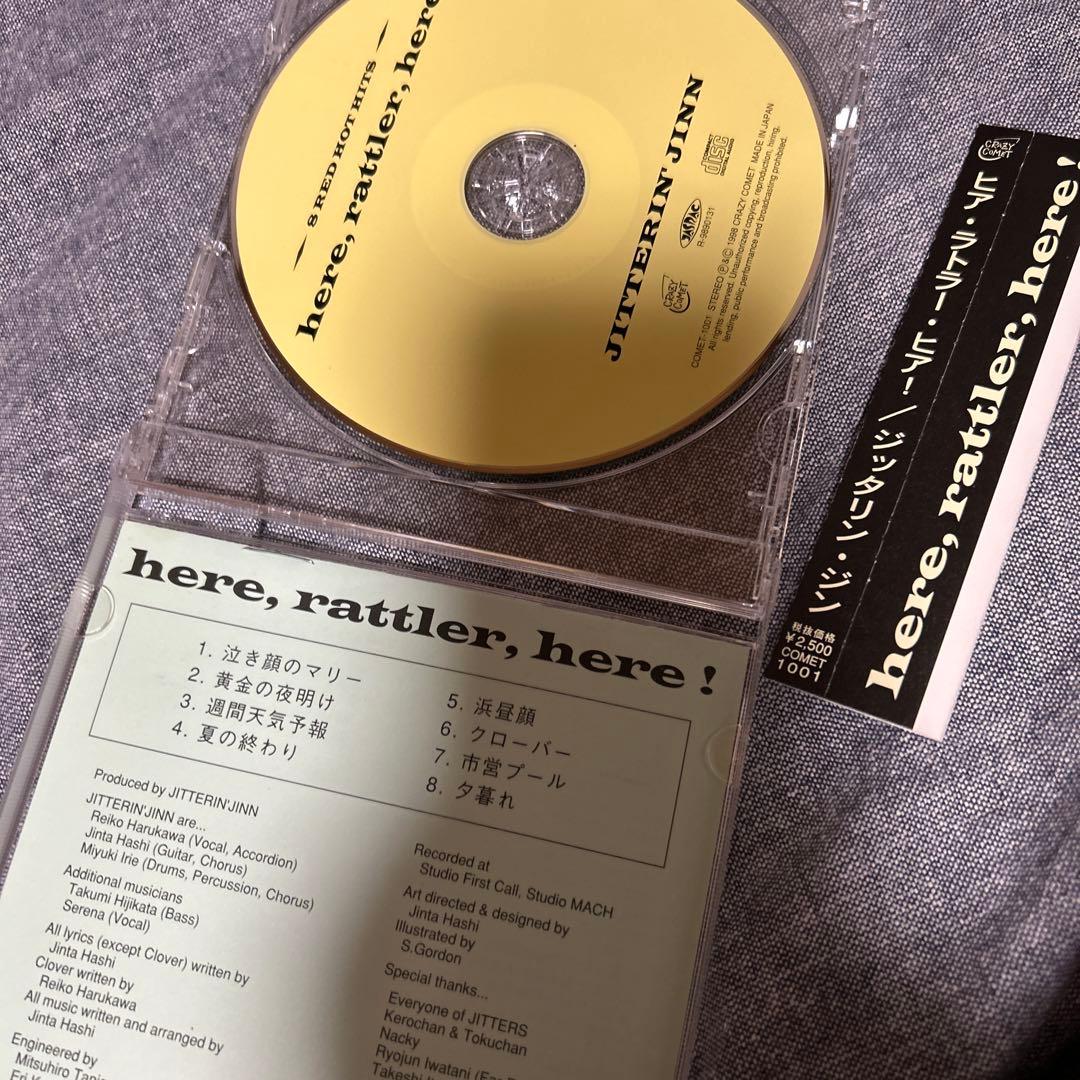 8 RED HOT HITS
here, rattler, here
JITTERIN' JINN
CRAZY COMET
JASRAC
R-9890131
COMPACT disc DIGITAL AUDIO
COMET-1001 STEREO Ⓟ&© 1998 CRAZY COMET MADE IN JAPAN
All rights reserved. Unauthorized copying, reproduction, hiring,
lending, public performance and broadcasting prohibited.
CRAZY COMET
ヒア・ラトラー・ヒア!／ジッタリン・ジン
税抜価格
¥2,500
COMET
1001
here, rattler, here!
here, rattler, here!
1. 泣き顔のマリー
2. 黄金の夜明け
3. 週間天気予報
4. 夏の終わり
5. 浜昼顔
6. クローバー
7. 市営プール
8. 夕暮れ
Produced by JITTERIN'JINN
JITTERIN'JINN are...
Reiko Harukawa (Vocal, Accordion)
Jinta Hashi (Guitar, Chorus)
Miyuki Irie (Drums, Percussion, Chorus)
Additional musicians
Takumi Hijikata (Bass)
Serena (Vocal)
All lyrics (except Clover) written by
Jinta Hashi
Clover written by
Reiko Harukawa
All music written and arranged by
Jinta Hashi
Engineered by
Mitsuhiro
Recorded at
Studio First Call, Studio MACH
Art directed & designed by
Jinta Hashi
Illustrated by
S.Gordon
Special thanks...
Everyone of JITTERS
Kerochan & Tokuchan
Nacky
Ryojun Iwatani